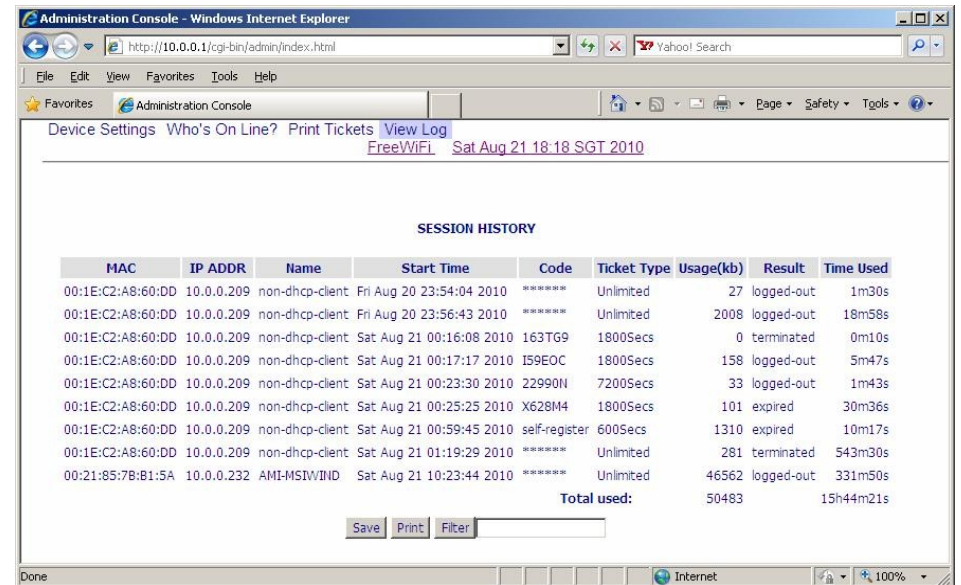 Administration Console - Windows Internet Explorer
http://10.0.0.1/cgi-bin/admin/index.html
Yahoo! Search
File Edit View Favorites Tools Help
Favorites Administration Console Page Safety Tools
Device Settings Who's On Line? Print Tickets View Log
FreeWiFi Sat Aug 21 18:18 SGT 2010
SESSION HISTORY
MAC IP ADDR Name Start Time Code Ticket Type Usage(kb) Result Time Used
00:1E:C2:A8:60:DD 10.0.0.209 non-dhcp-client Fri Aug 20 23:54:04 2010 ****** Unlimited 27 logged-out 1m30s
00:1E:C2:A8:60:DD 10.0.0.209 non-dhcp-client Fri Aug 20 23:56:43 2010 ****** Unlimited 2008 logged-out 18m58s
00:1E:C2:A8:60:DD 10.0.0.209 non-dhcp-client Sat Aug 21 00:16:08 2010 163TG9 1800Secs 0 terminated 0m10s
00:1E:C2:A8:60:DD 10.0.0.209 non-dhcp-client Sat Aug 21 00:17:17 2010 I59EOC 1800Secs 158 logged-out 5m47s
00:1E:C2:A8:60:DD 10.0.0.209 non-dhcp-client Sat Aug 21 00:23:30 2010 22990N 7200Secs 33 logged-out 1m43s
00:1E:C2:A8:60:DD 10.0.0.209 non-dhcp-client Sat Aug 21 00:25:25 2010 X628M4 1800Secs 101 expired 30m36s
00:1E:C2:A8:60:DD 10.0.0.209 non-dhcp-client Sat Aug 21 00:59:45 2010 self-register 600Secs 1310 expired 10m17s
00:1E:C2:A8:60:DD 10.0.0.209 non-dhcp-client Sat Aug 21 01:19:29 2010 ****** Unlimited 281 terminated 543m30s
00:21:85:7B:B1:5A 10.0.0.232 AMI-MSIWIND Sat Aug 21 10:23:44 2010 ****** Unlimited 46562 logged-out 331m50s
Total used: 50483 15h44m21s
Save Print Filter
Done Internet 100%